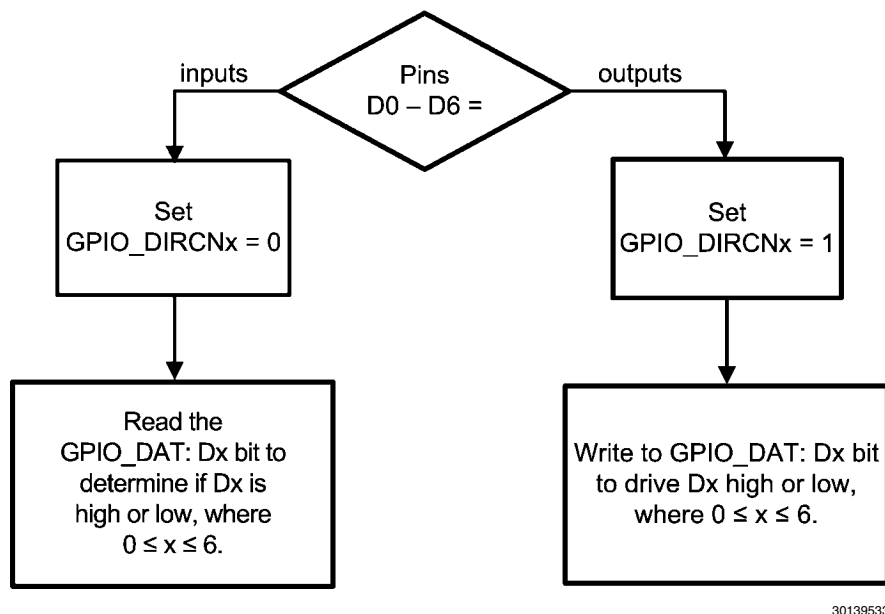 inputs
Pins
D0 – D6 =
outputs
Set
GPIO_DIRCNx = 0
Set
GPIO_DIRCNx = 1
Read the
GPIO_DAT: Dx bit to
determine if Dx is
high or low, where
0 ≤ x ≤ 6.
Write to GPIO_DAT: Dx bit
to drive Dx high or low,
where 0 ≤ x ≤ 6.
30139533